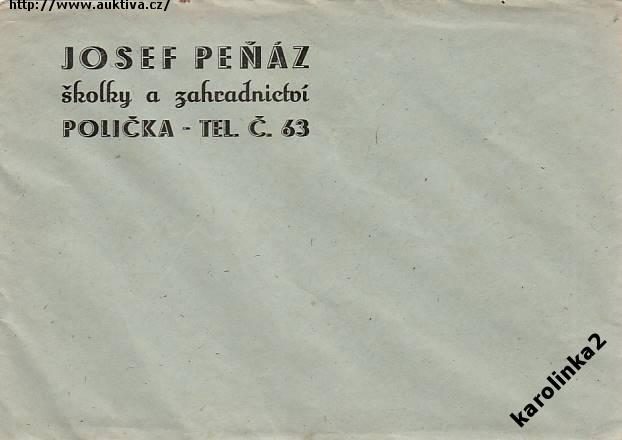 http://www.auktiva.cz/
JOSEF PEŇÁZ
školky a zahradnictví
POLIČKA - TEL. Č. 63
karolinka2